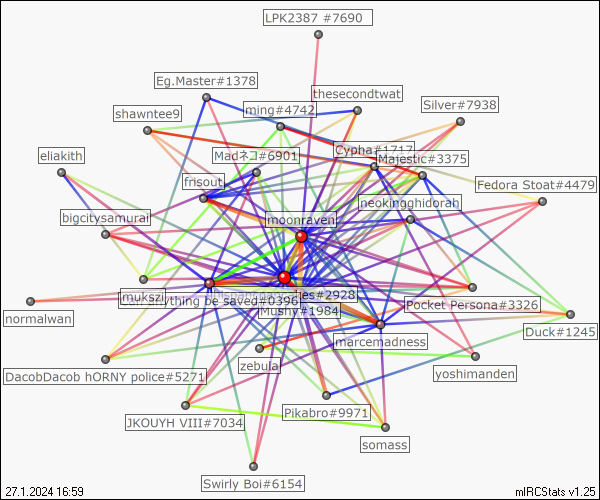 LPK2387 #7690
Eg.Master#1378
thesecondtwat
ming#4742
Silver#7938
shawntee9
Cypha#1717
Madネコ#6901
Majestic#3375
eliakith
frisout
Fedora Stoat#4479
neokingghidorah
bigcitysamurai
moonraven
mukszi
anything be saved#0396
les#2928
Mushy#1984
Pocket Persona#3326
normalwan
Duck#1245
marcemadness
zebula
DacobDacob hORNY police#5271
yoshimanden
Pikabro#9971
JKOUYH VIII#7034
somass
Swirly Boi#6154
27.1.2024 16:59
mIRCStats v1.25